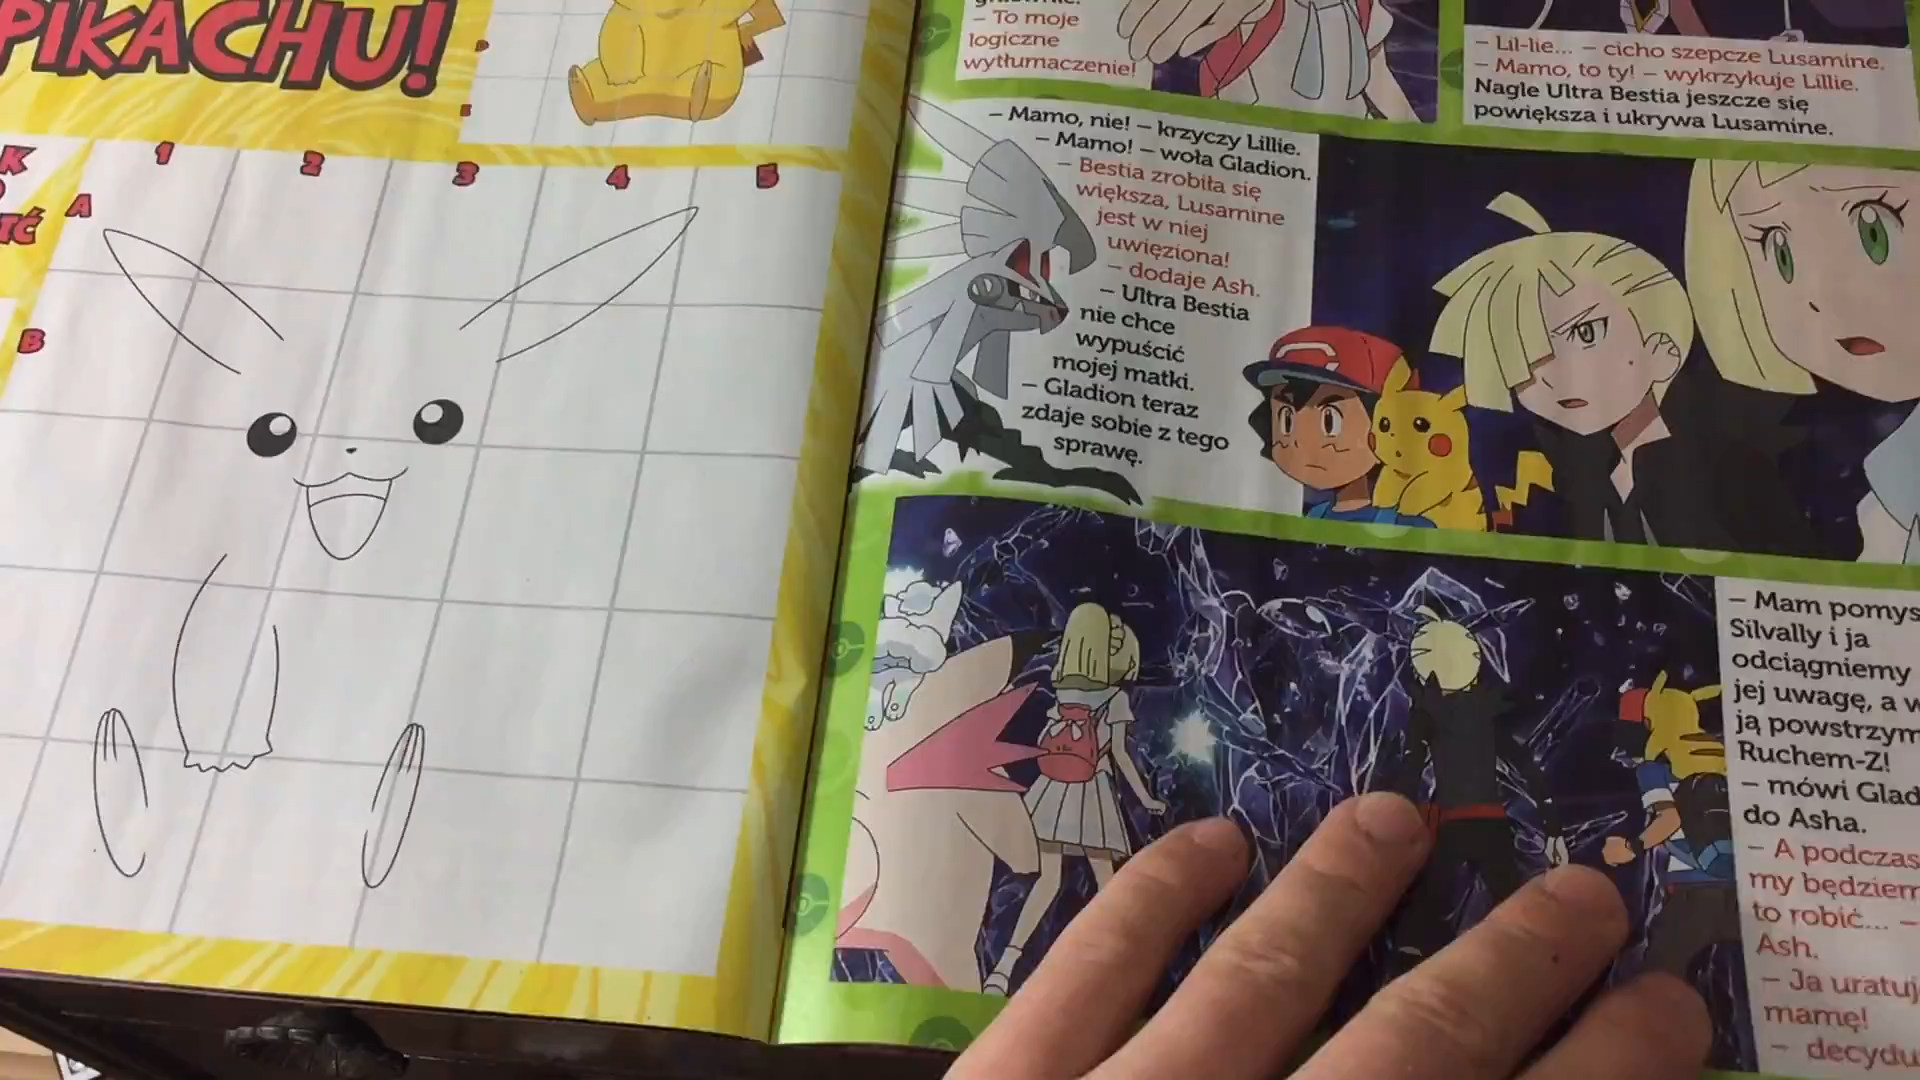 PIKACHU!
D
E
K
IĆ
1
2
3
4
5
A
B
– To moje
logiczne
wytłumaczenie!
– Lil-lie... – cicho szepcze Lusamine.
– Mamo, to ty! – wykrzykuje Lillie.
Nagle Ultra Bestia jeszcze się
powiększa i ukrywa Lusamine.
– Mamo, nie! – krzyczy Lillie.
– Mamo! – woła Gladion.
– Bestia zrobiła się
większa, Lusamine
jest w niej
uwięziona!
– dodaje Ash.
– Ultra Bestia
nie chce
wypuścić
mojej matki.
– Gladion teraz
zdaje sobie z tego
sprawę.
– Mam pomys
Silvally i ja
odciągniemy
jej uwagę, a w
ją powstrzym
Ruchem-Z!
– mówi Glad
do Asha.
– A podczas
my będziem
to robić... –
Ash.
– Ja uratuj
mamę!
– decydu